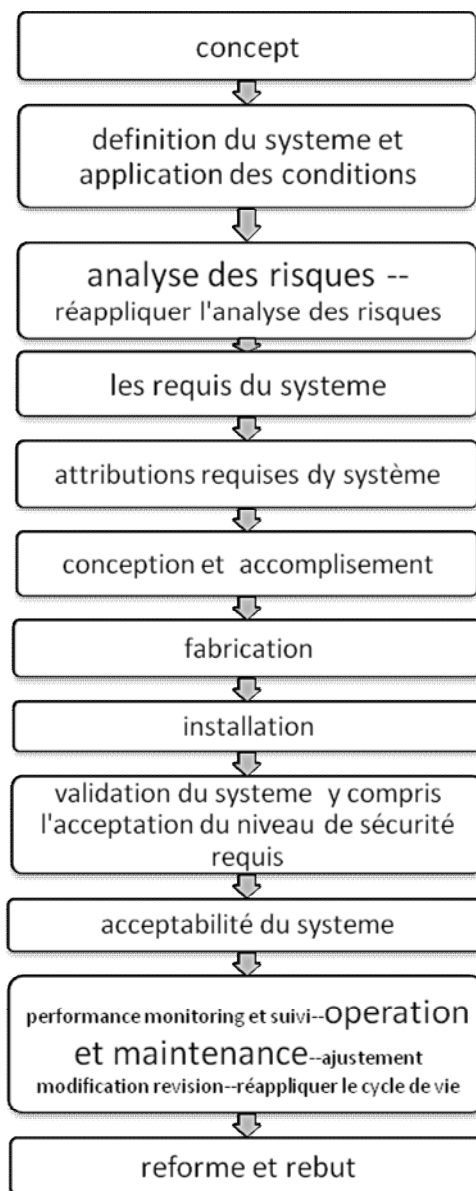 concept
definition du systeme et
application des conditions
analyse des risques --
réappliquer l'analyse des risques
les requis du systeme
attributions requises dy système
conception et accomplisement
fabrication
installation
validation du systeme y compris
l'acceptation du niveau de sécurité
requis
acceptabilité du systeme
performance monitoring et suivi--operation
et maintenance--ajustement
modification revision--réappliquer le cycle de vie
reforme et rebut